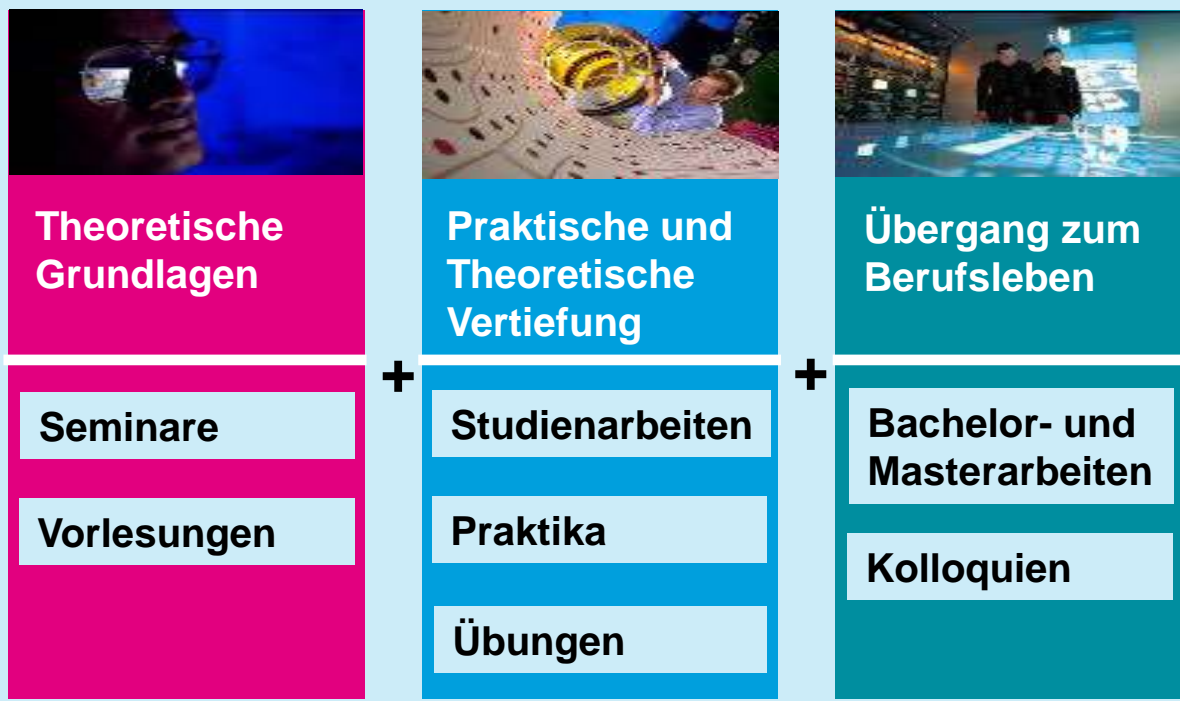 Theoretische
Grundlagen
Seminare
Vorlesungen
+
Praktische und
Theoretische
Vertiefung
Studienarbeiten
Praktika
Übungen
+
Übergang zum
Berufsleben
Bachelor- und
Masterarbeiten
Kolloquien